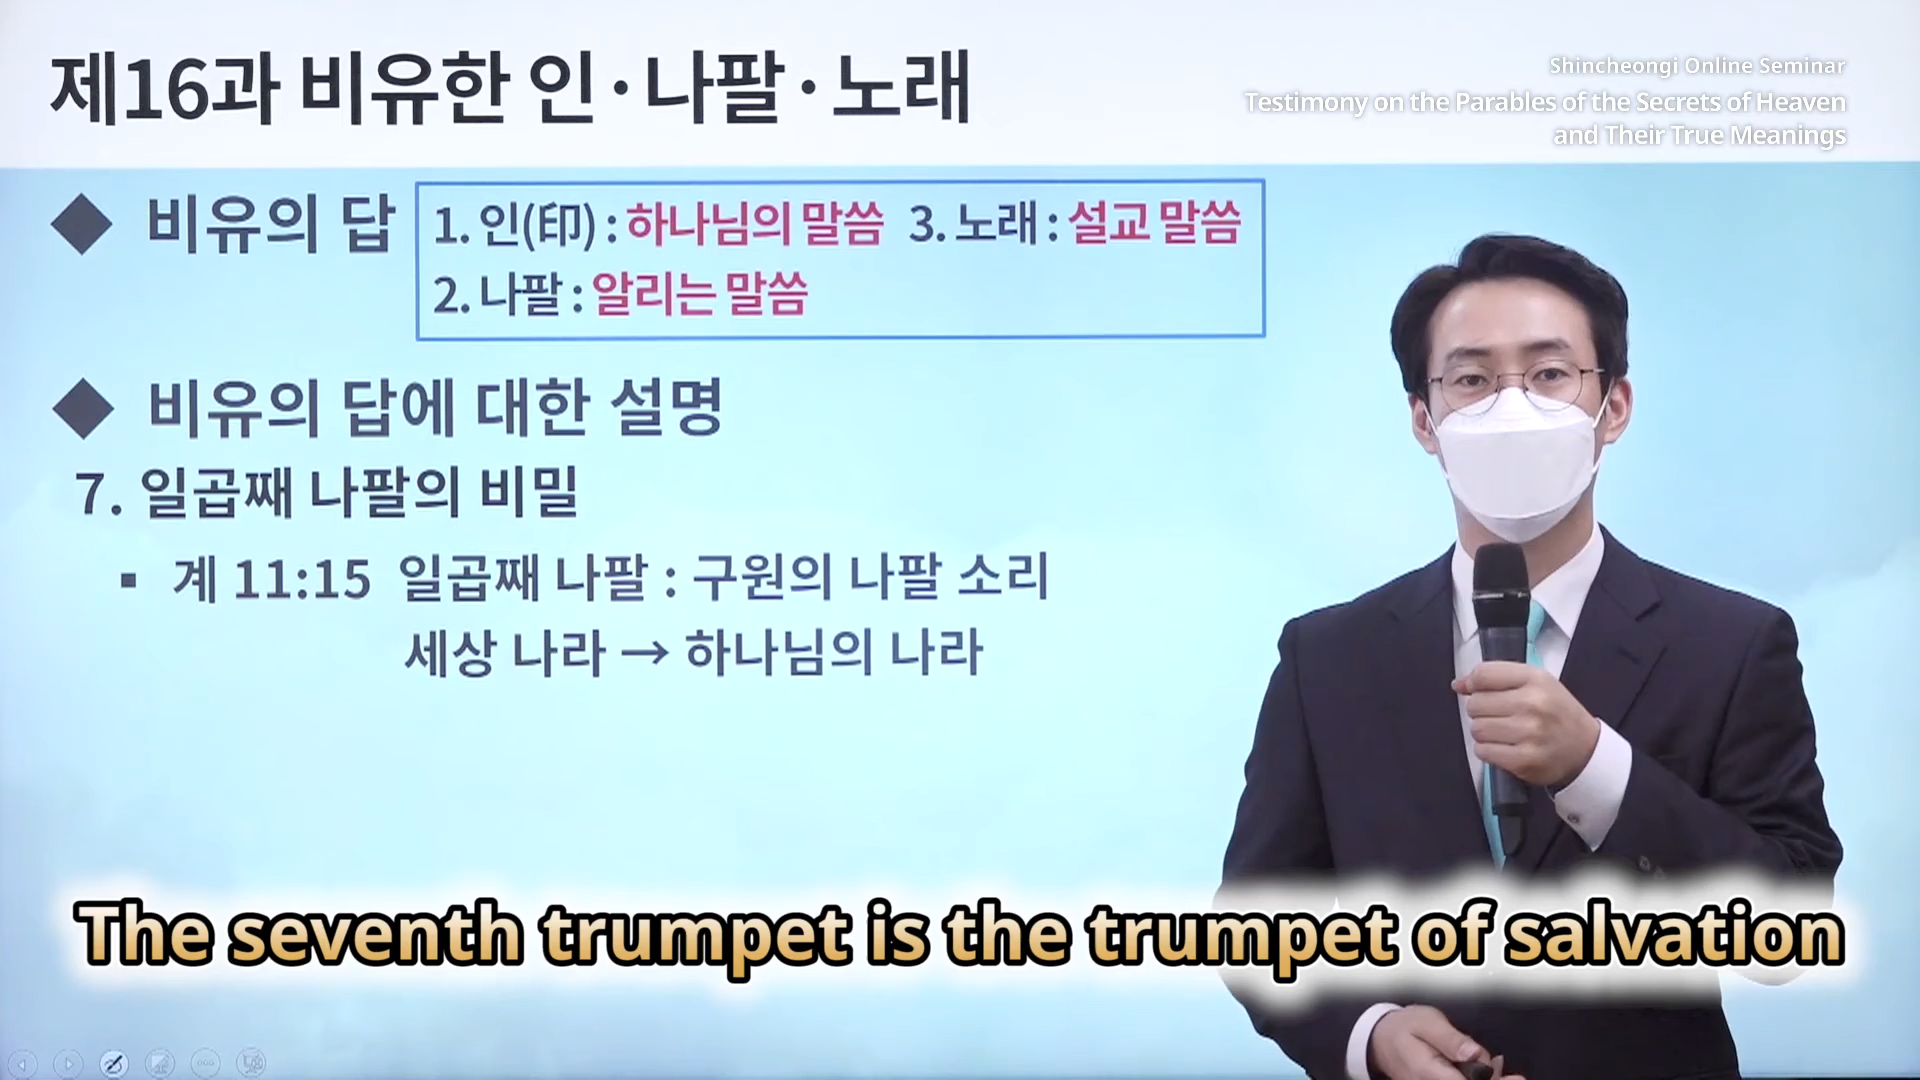 제16과 비유한 인·나팔·노래
Shincheongi Online Seminar
Testimony on the Parables of the Secrets of Heaven
and Their True Meanings
◆ 비유의 답
1. 인(印) : 하나님의 말씀 3. 노래 : 설교 말씀
2. 나팔 : 알리는 말씀
◆ 비유의 답에 대한 설명
7. 일곱째 나팔의 비밀
▪ 계 11:15 일곱째 나팔 : 구원의 나팔 소리
세상 나라 → 하나님의 나라
The seventh trumpet is the trumpet of salvation